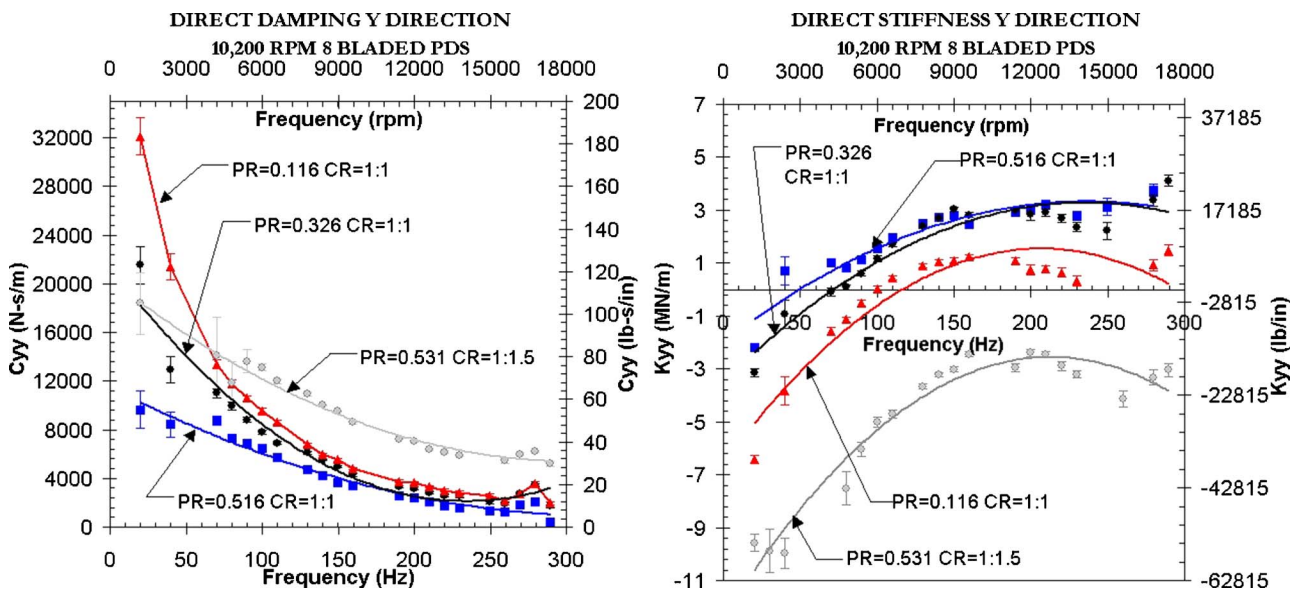 DIRECT DAMPING Y DIRECTION
10,200 RPM 8 BLADED PDS
0 3000 6000 9000 12000 15000 18000
Frequency (rpm)
32000
28000
24000
20000
16000
12000
8000
4000
0
Cyy (N-s/m)
200
180
160
140
120
100
80
60
40
20
0
Cyy (lb-s/in)
PR=0.116 CR=1:1
PR=0.326 CR=1:1
PR=0.531 CR=1:1.5
PR=0.516 CR=1:1
0 50 100 150 200 250 300
Frequency (Hz)
DIRECT STIFFNESS Y DIRECTION
10,200 RPM 8 BLADED PDS
0 3000 6000 9000 12000 15000 18000
Frequency (rpm)
7
5
3
1
-1
-3
-5
-7
-9
-11
Kyy (MN/m)
37185
17185
-2815
-22815
-42815
-62815
Kyy (lb/in)
PR=0.326
CR=1:1
PR=0.516 CR=1:1
0 50 100 150 200 250 300
Frequency (Hz)
PR=0.116 CR=1:1
PR=0.531 CR=1:1.5